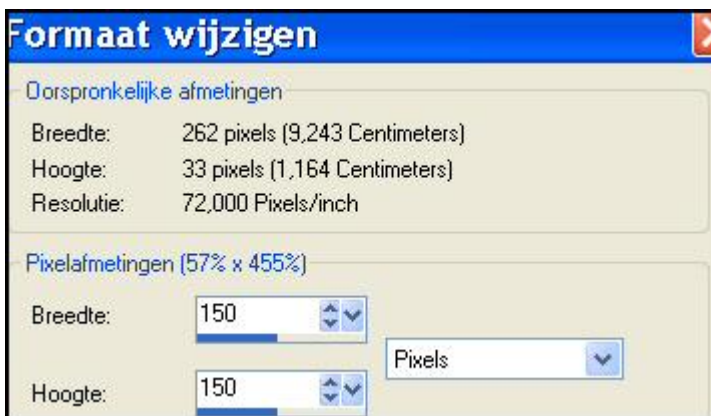 Formaat wijzigen
Oorspronkelijke afmetingen
Breedte: 262 pixels (9,243 Centimeters)
Hoogte: 33 pixels (1,164 Centimeters)
Resolutie: 72,000 Pixels/inch
Pixelafmetingen (57% x 455%)
Breedte: 150
Pixels
Hoogte: 150